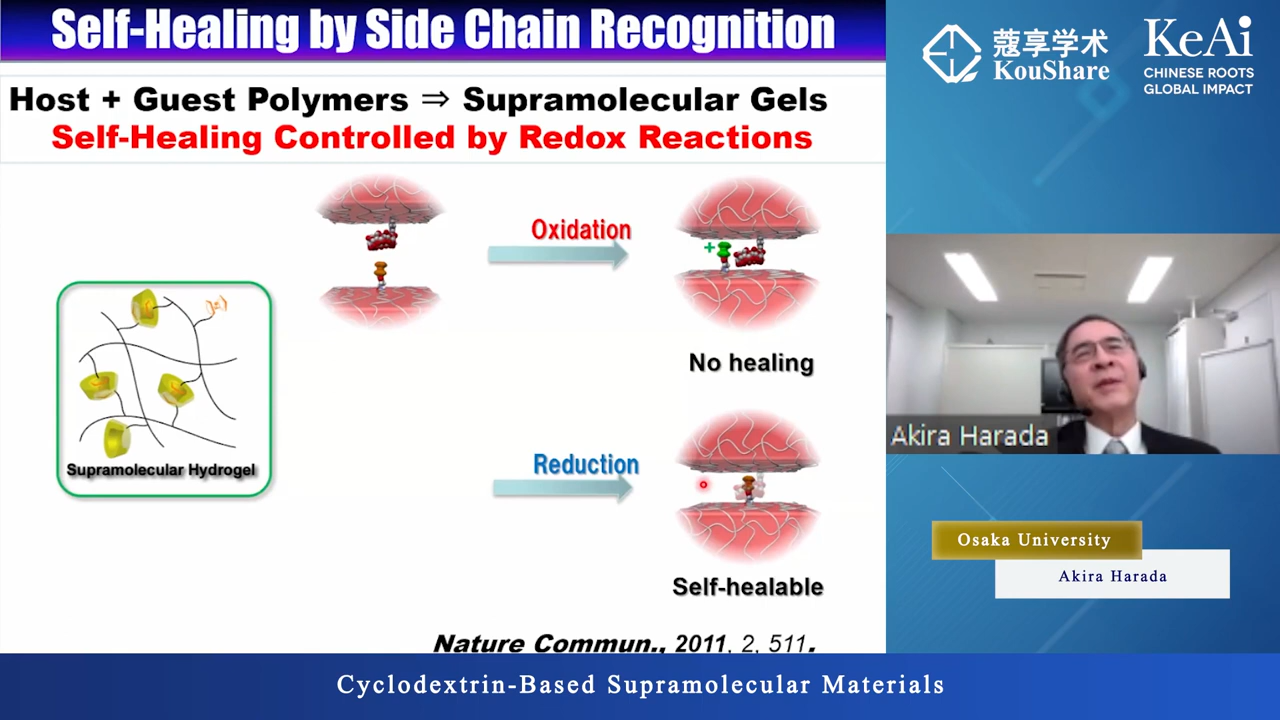 Self-Healing by Side Chain Recognition
Host + Guest Polymers ⇒ Supramolecular Gels
Self-Healing Controlled by Redox Reactions
Oxidation
+
No healing
Supramolecular Hydrogel
Reduction
Self-healable
Nature Commun., 2011, 2, 511.
蔻享学术
KouShare
KeAi
CHINESE ROOTS
GLOBAL IMPACT
Akira Harada
Osaka University
Akira Harada
Cyclodextrin-Based Supramolecular Materials